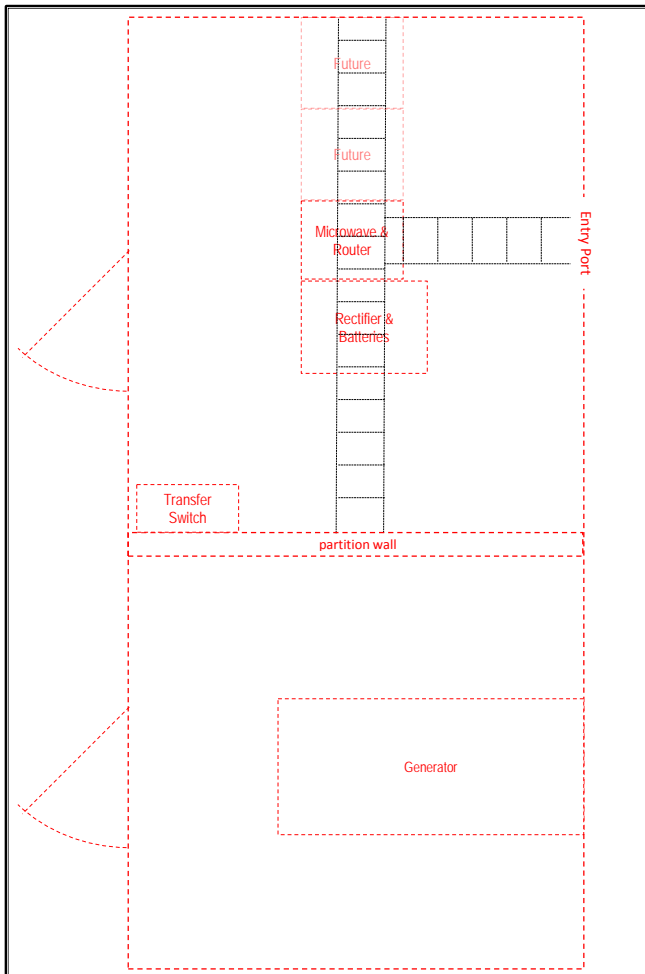 Future
Future
Microwave &
Router
Entry Port
Rectifier &
Batteries
Transfer
Switch
partition wall
Generator